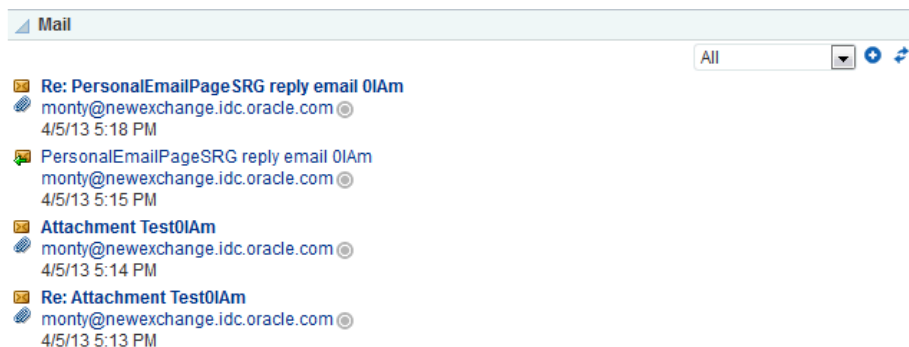 Mail
All
Re: PersonalEmailPageSRG reply email 0IAm
monty@newexchange.idc.oracle.com
4/5/13 5:18 PM
PersonalEmailPageSRG reply email 0IAm
monty@newexchange.idc.oracle.com
4/5/13 5:15 PM
Attachment Test0IAm
monty@newexchange.idc.oracle.com
4/5/13 5:14 PM
Re: Attachment Test0IAm
monty@newexchange.idc.oracle.com
4/5/13 5:13 PM